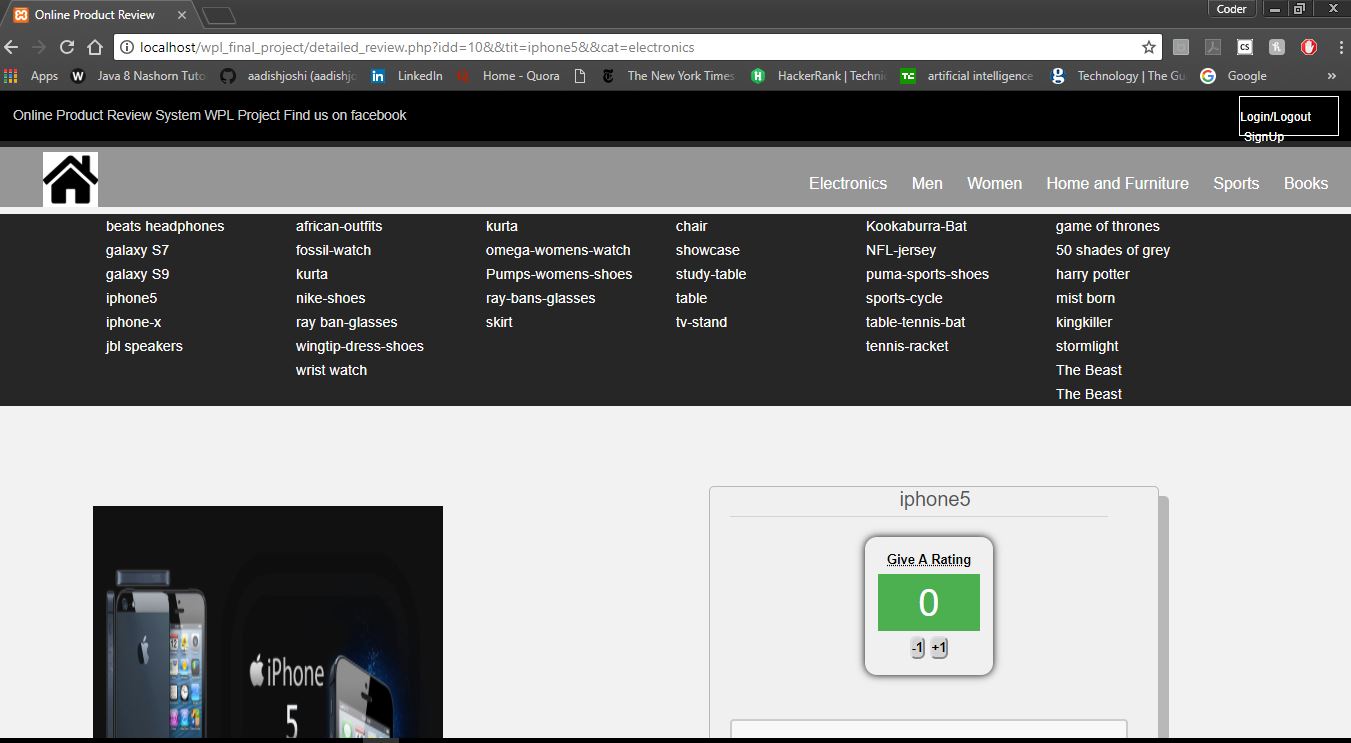 Online Product Review
Coder
localhost/wpl_final_project/detailed_review.php?idd=10&&tit=iphone5&&cat=electronics
CS
Apps
W
Java 8 & Nashorn Tuto
aadishjoshi (aadishjo
in
LinkedIn
Home - Quora
The New York Times
H
HackerRank | Technic
TC
artificial intelligence
g
Technology | The Gu
G
Google
»
Online Product Review System WPL Project Find us on facebook
Login/Logout
SignUp
Electronics Men Women Home and Furniture Sports Books
beats headphones
galaxy S7
galaxy S9
iphone5
iphone-x
jbl speakers
african-outfits
fossil-watch
kurta
nike-shoes
ray ban-glasses
wingtip-dress-shoes
wrist watch
kurta
omega-womens-watch
Pumps-womens-shoes
ray-bans-glasses
skirt
chair
showcase
study-table
table
tv-stand
Kookaburra-Bat
NFL-jersey
puma-sports-shoes
sports-cycle
table-tennis-bat
tennis-racket
game of thrones
50 shades of grey
harry potter
mist born
kingkiller
stormlight
The Beast
The Beast
iPhone
5
iphone5
Give A Rating
0
-1 +1